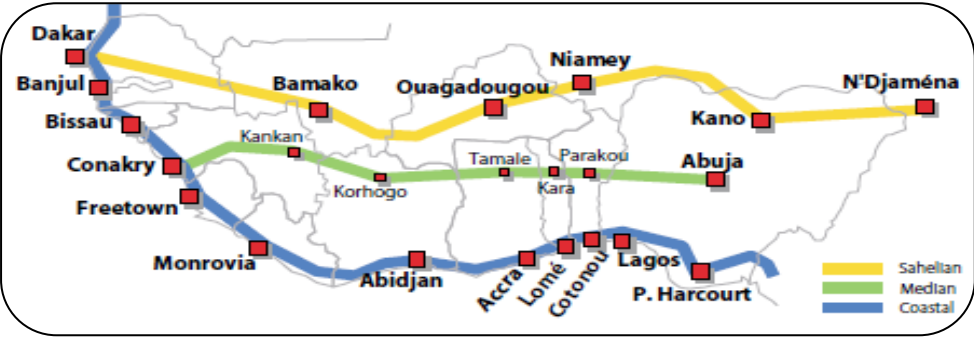 Dakar
Banjul
Bissau
Conakry
Freetown
Monrovia
Bamako
Ouagadougou
Niamey
Kano
N'Djaména
Kankan
Korhogo
Tamale
Kara
Parakou
Abuja
Abidjan
Accra
Lomé
Cotonou
Lagos
P. Harcourt
Sahelian
Median
Coastal